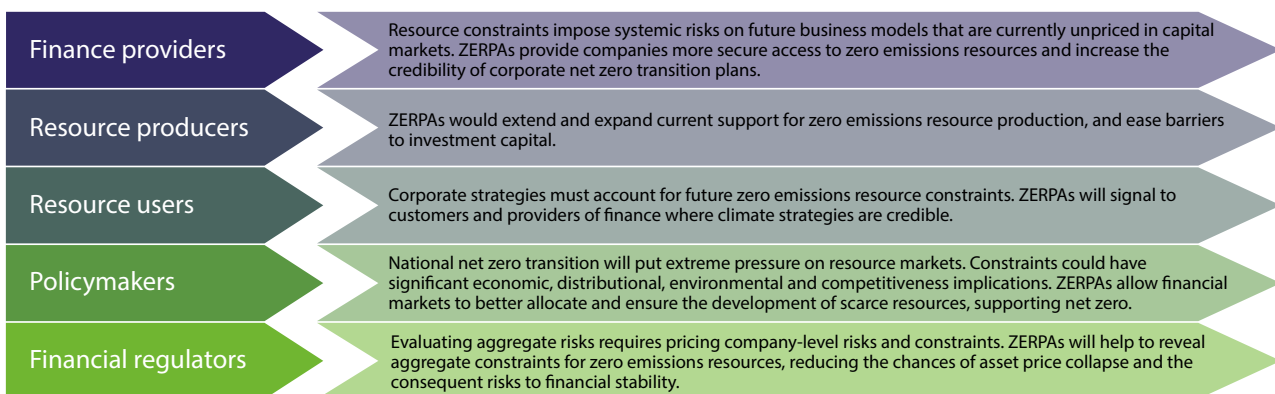 Finance providers
Resource constraints impose systemic risks on future business models that are currently unpriced in capital
markets. ZERPAs provide companies more secure access to zero emissions resources and increase the
credibility of corporate net zero transition plans.
Resource producers
ZERPAs would extend and expand current support for zero emissions resource production, and ease barriers
to investment capital.
Resource users
Corporate strategies must account for future zero emissions resource constraints. ZERPAs will signal to
customers and providers of finance where climate strategies are credible.
Policymakers
National net zero transition will put extreme pressure on resource markets. Constraints could have
significant economic, distributional, environmental and competitiveness implications. ZERPAs allow financial
markets to better allocate and ensure the development of scarce resources, supporting net zero.
Financial regulators
Evaluating aggregate risks requires pricing company-level risks and constraints. ZERPAs will help to reveal
aggregate constraints for zero emissions resources, reducing the chances of asset price collapse and the
consequent risks to financial stability.